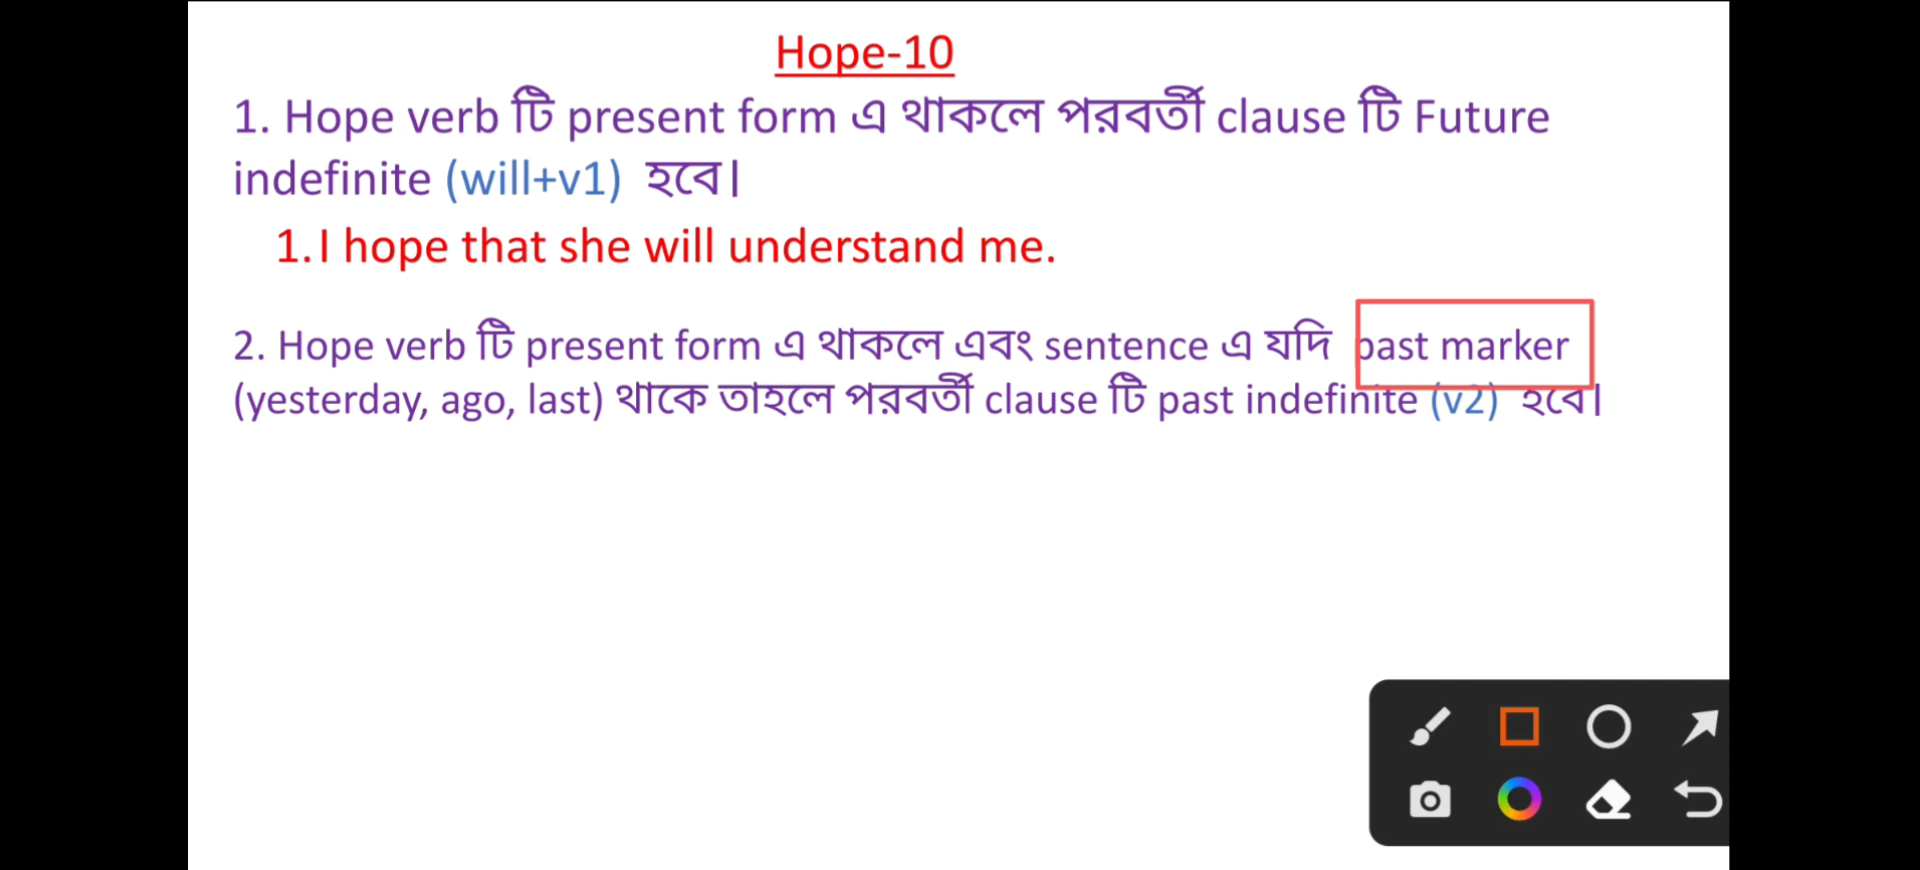 Hope-10
1. Hope verb টি present form এ থাকলে পরবর্তী clause টি Future
indefinite (will+v1) হবে।
1. I hope that she will understand me.
2. Hope verb টি present form এ থাকলে এবং sentence এ যদি past marker
(yesterday, ago, last) থাকে তাহলে পরবর্তী clause টি past indefinite (v2) হবে।